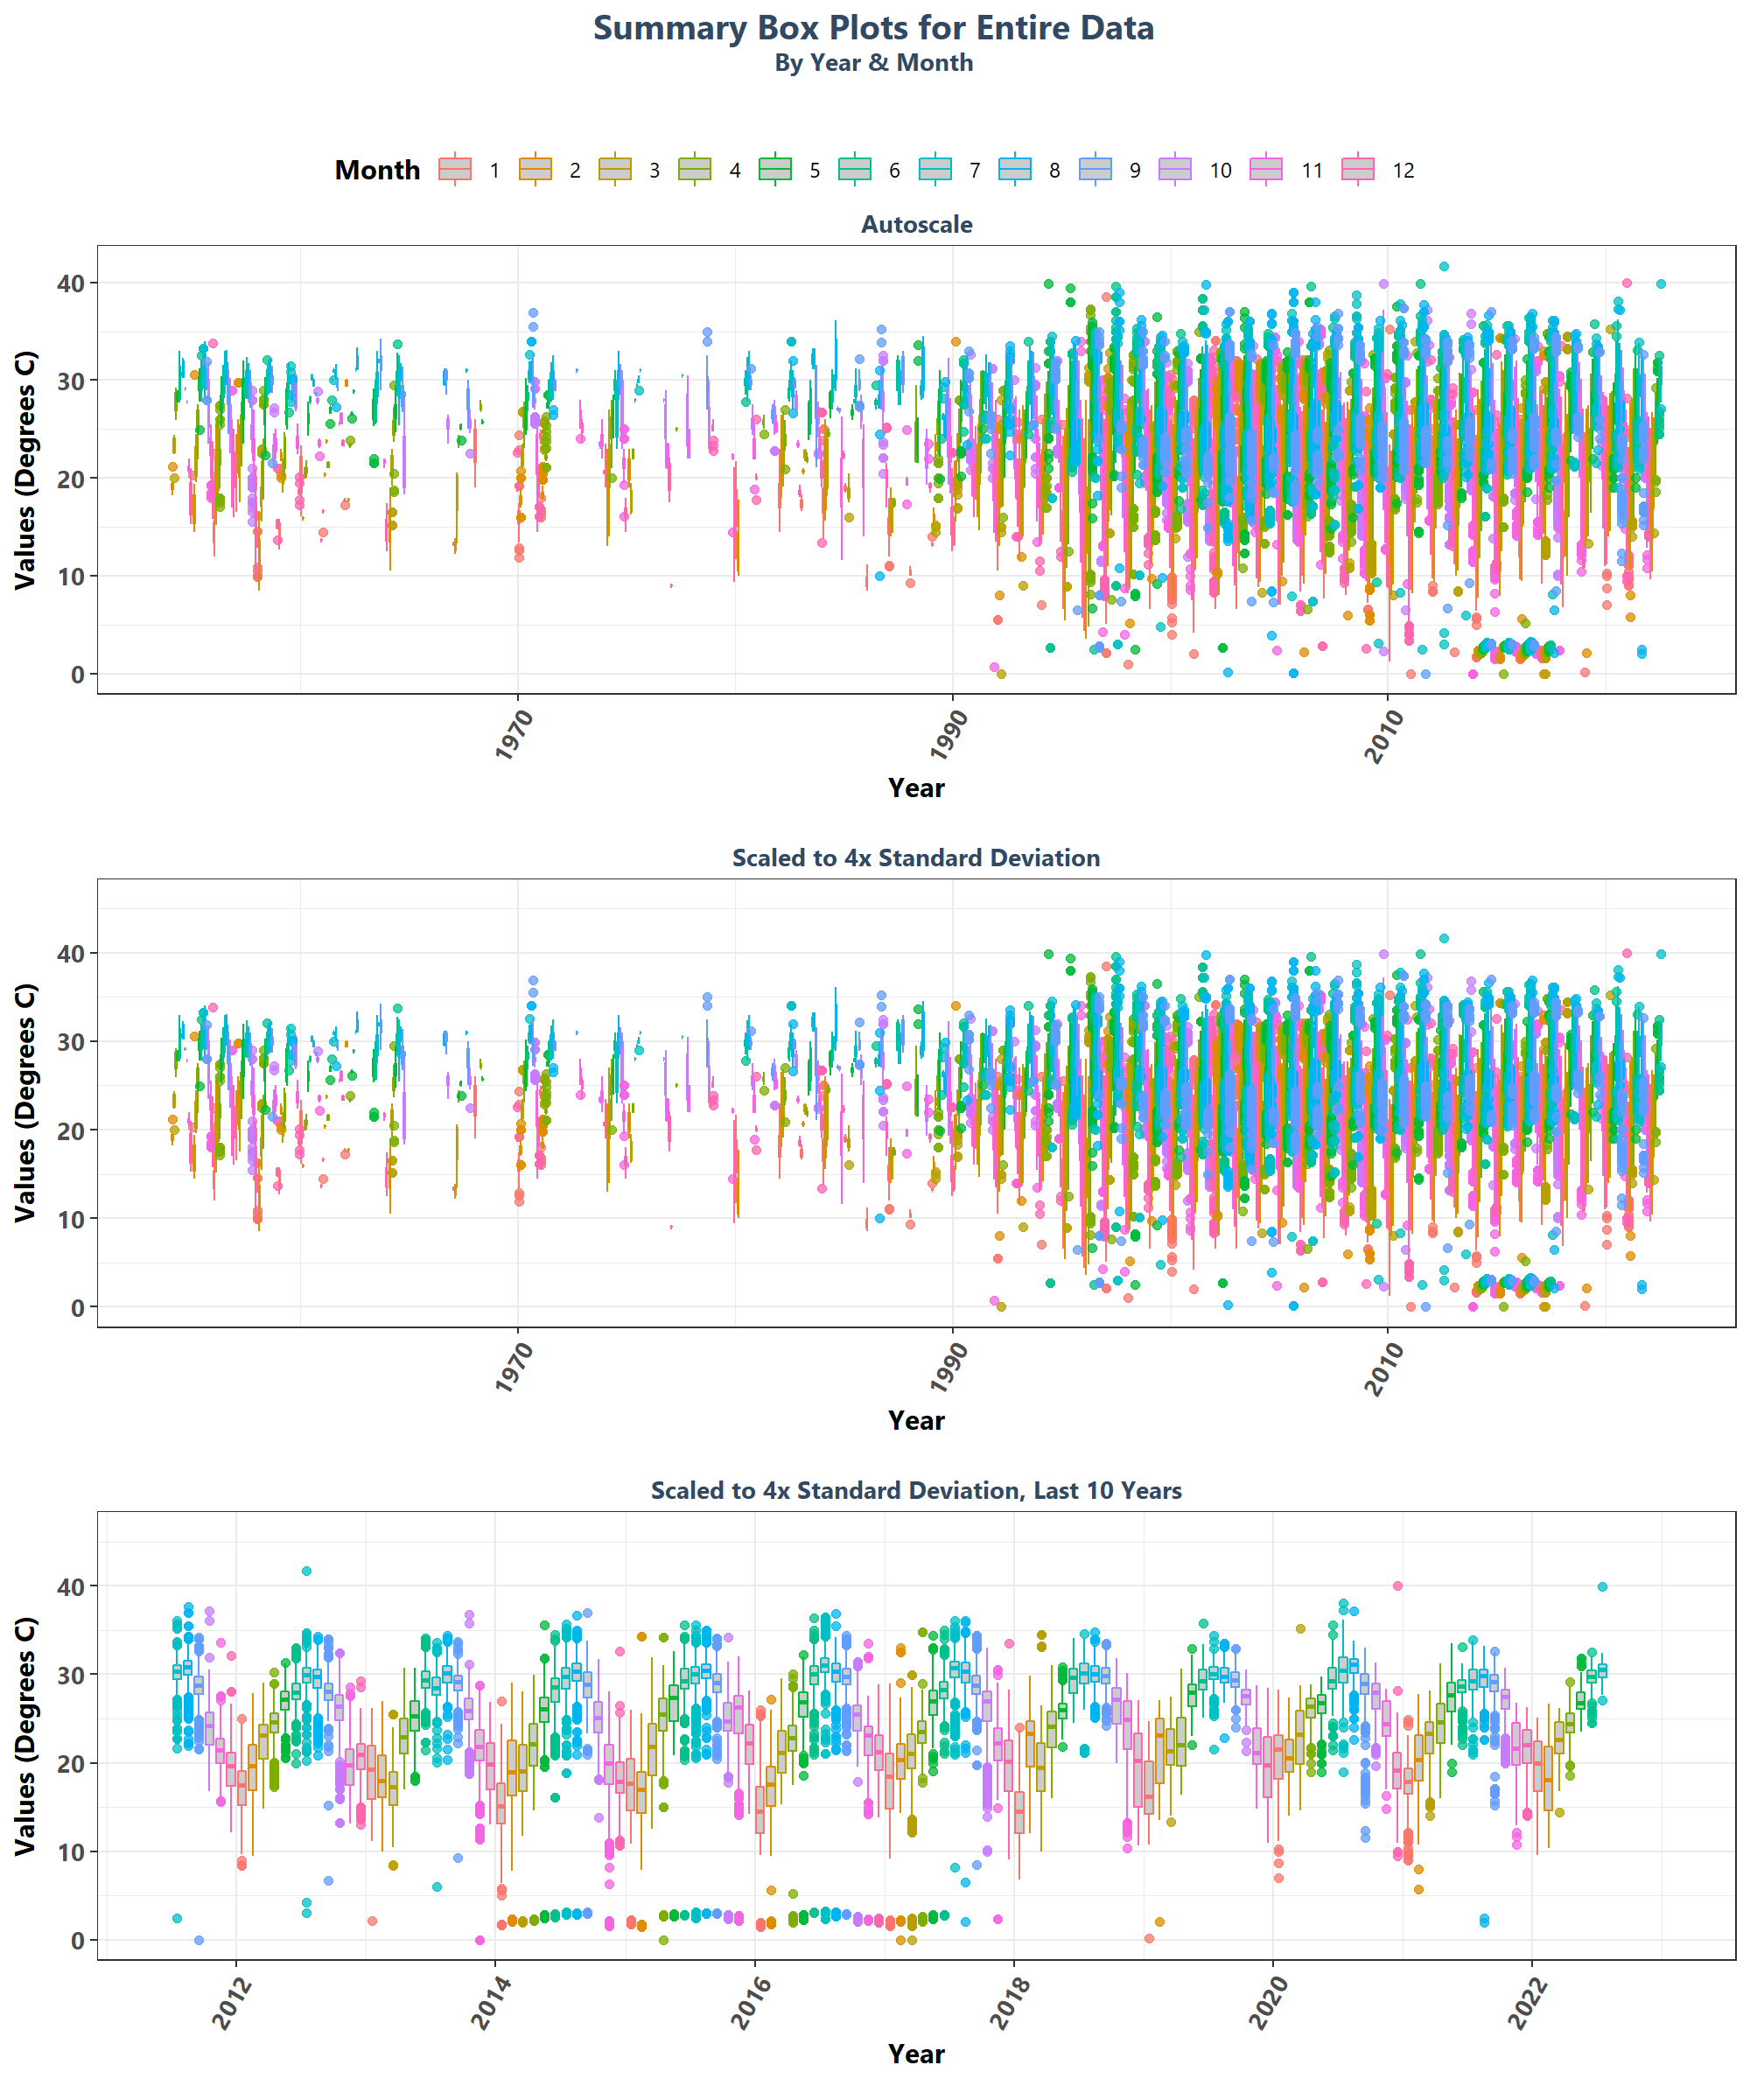 Summary Box Plots for Entire Data
By Year & Month
Month 1 2 3 4 5 6 7 8 9 10 11 12
Autoscale
Values (Degrees C)
40
30
20
10
0
1970 1990 2010
Year
Scaled to 4x Standard Deviation
Values (Degrees C)
40
30
20
10
0
1970 1990 2010
Year
Scaled to 4x Standard Deviation, Last 10 Years
Values (Degrees C)
40
30
20
10
0
2012 2014 2016 2018 2020 2022
Year